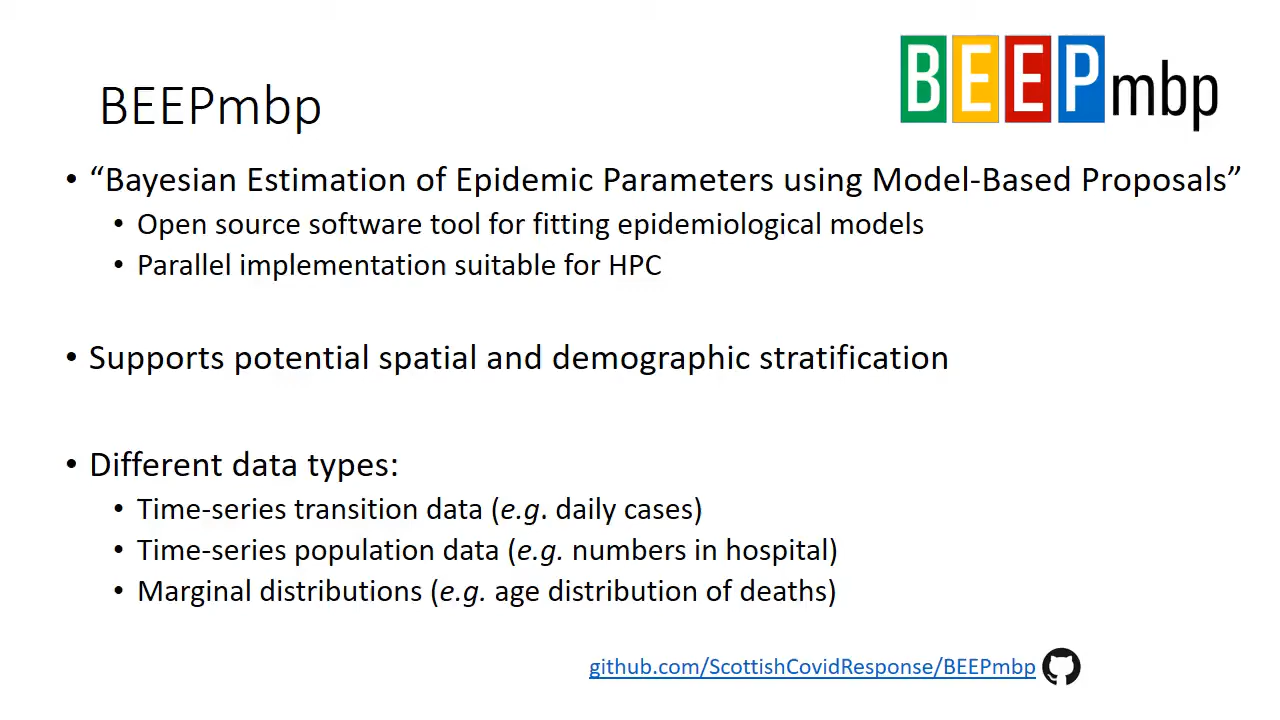 BEEPmbp
BEEPmbp
• “Bayesian Estimation of Epidemic Parameters using Model-Based Proposals”
• Open source software tool for fitting epidemiological models
• Parallel implementation suitable for HPC
• Supports potential spatial and demographic stratification
• Different data types:
• Time-series transition data (e.g. daily cases)
• Time-series population data (e.g. numbers in hospital)
• Marginal distributions (e.g. age distribution of deaths)
github.com/ScottishCovidResponse/BEEPmbp